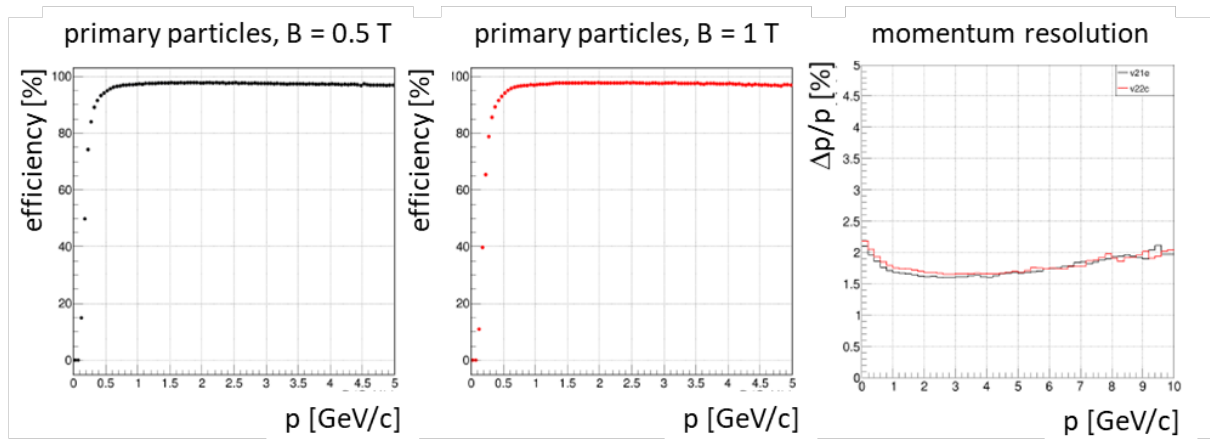 primary particles, B = 0.5 T
efficiency [%]
100
80
60
40
20
0
0 0.5 1 1.5 2 2.5 3 3.5 4 4.5 5
p [GeV/c]
primary particles, B = 1 T
efficiency [%]
100
80
60
40
20
0
0 0.5 1 1.5 2 2.5 3 3.5 4 4.5 5
p [GeV/c]
momentum resolution
Δp/p [%]
v21e
v22c
5
4.5
4
3.5
3
2.5
2
1.5
1
0.5
0
0 1 2 3 4 5 6 7 8 9 10
p [GeV/c]